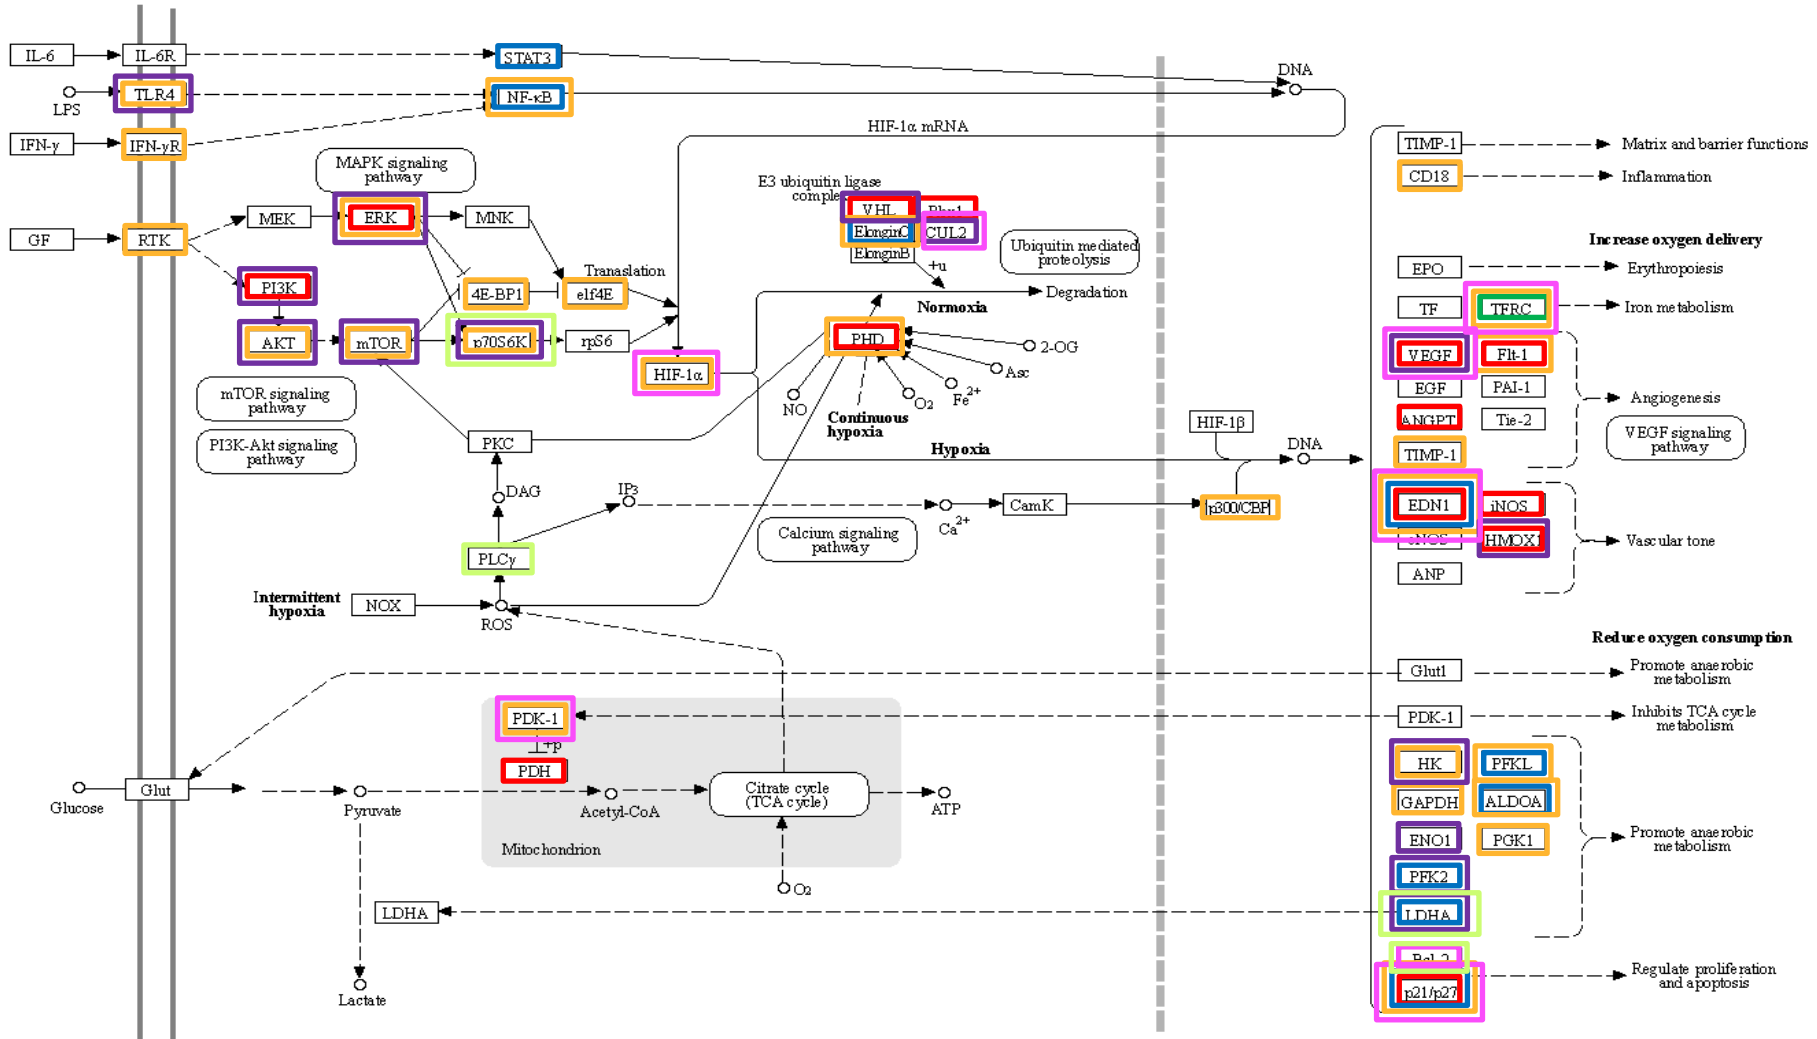 IL-6
IL-6R
STAT3
DNA
TLR4
LPS
NF-κB
HIF-1α mRNA
IFN-γ
IFN-γR
TIMP-1
Matrix and barrier functions
MAPK signaling
pathway
CD18
Inflammation
E3 ubiquitin ligase
complex
MEK
ERK
MNK
VHL
Rbx1
ElonginC
CUL2
ElonginB
GF
RTK
Ubiquitin mediated
proteolysis
Increase oxygen delivery
+u
EPO
Erythropoiesis
Tranaslation
PI3K
4E-BP1
eIf4E
Degradation
Normoxia
TF
TFRC
Iron metabolism
AKT
mTOR
p70S6K
rpS6
PHD
2-OG
VEGF
Flt-1
HIF-1α
Asc
Fe2+
O2
NO
EGF
PAI-1
Angiogenesis
mTOR signaling
pathway
Continuous
hypoxia
ANGPT
Tie-2
HIF-1β
DNA
VEGF signaling
pathway
PI3K-Akt signaling
pathway
PKC
Hypoxia
TIMP-1
DAG
IP3
Ca2+
CamK
p300/CBP
EDN1
iNOS
Calcium signaling
pathway
eNOS
HMOX1
Vascular tone
PLCγ
ANP
Intermittent
hypoxia
NOX
ROS
Reduce oxygen consumption
Glut1
Promote anaerobic
metabolism
PDK-1
+p
PDK-1
Inhibits TCA cycle
metabolism
PDH
HK
PFKL
Glucose
Glut
Pyruvate
Acetyl-CoA
Citrate cycle
(TCA cycle)
ATP
GAPDH
ALDOA
ENO1
PGK1
Promote anaerobic
metabolism
Mitochondrion
O2
PFK2
LDHA
LDHA
Bcl-2
p21/p27
Regulate proliferation
and apoptosis
Lactate